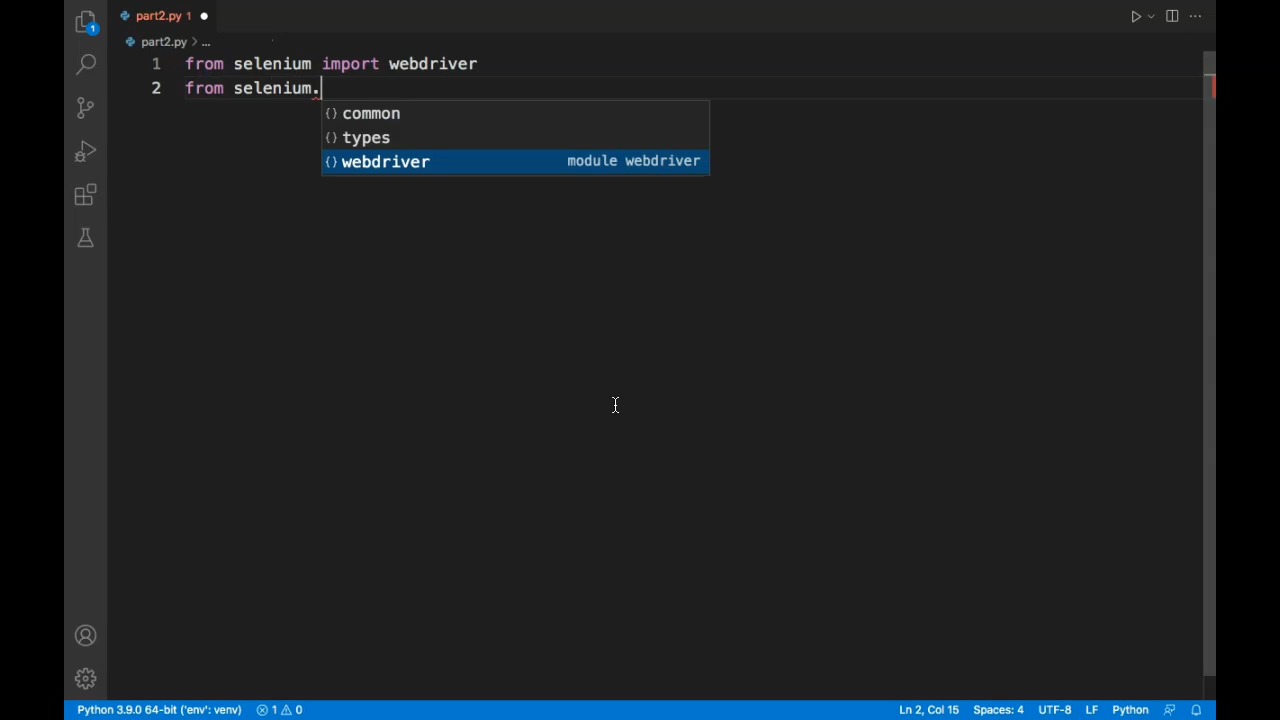 part2.py 1
part2.py > ...
1 from selenium import webdriver
2 from selenium.
{} common
{} types
{} webdriver module webdriver
1
Python 3.9.0 64-bit ('env': venv) 1 0 Ln 2, Col 15 Spaces: 4 UTF-8 LF Python